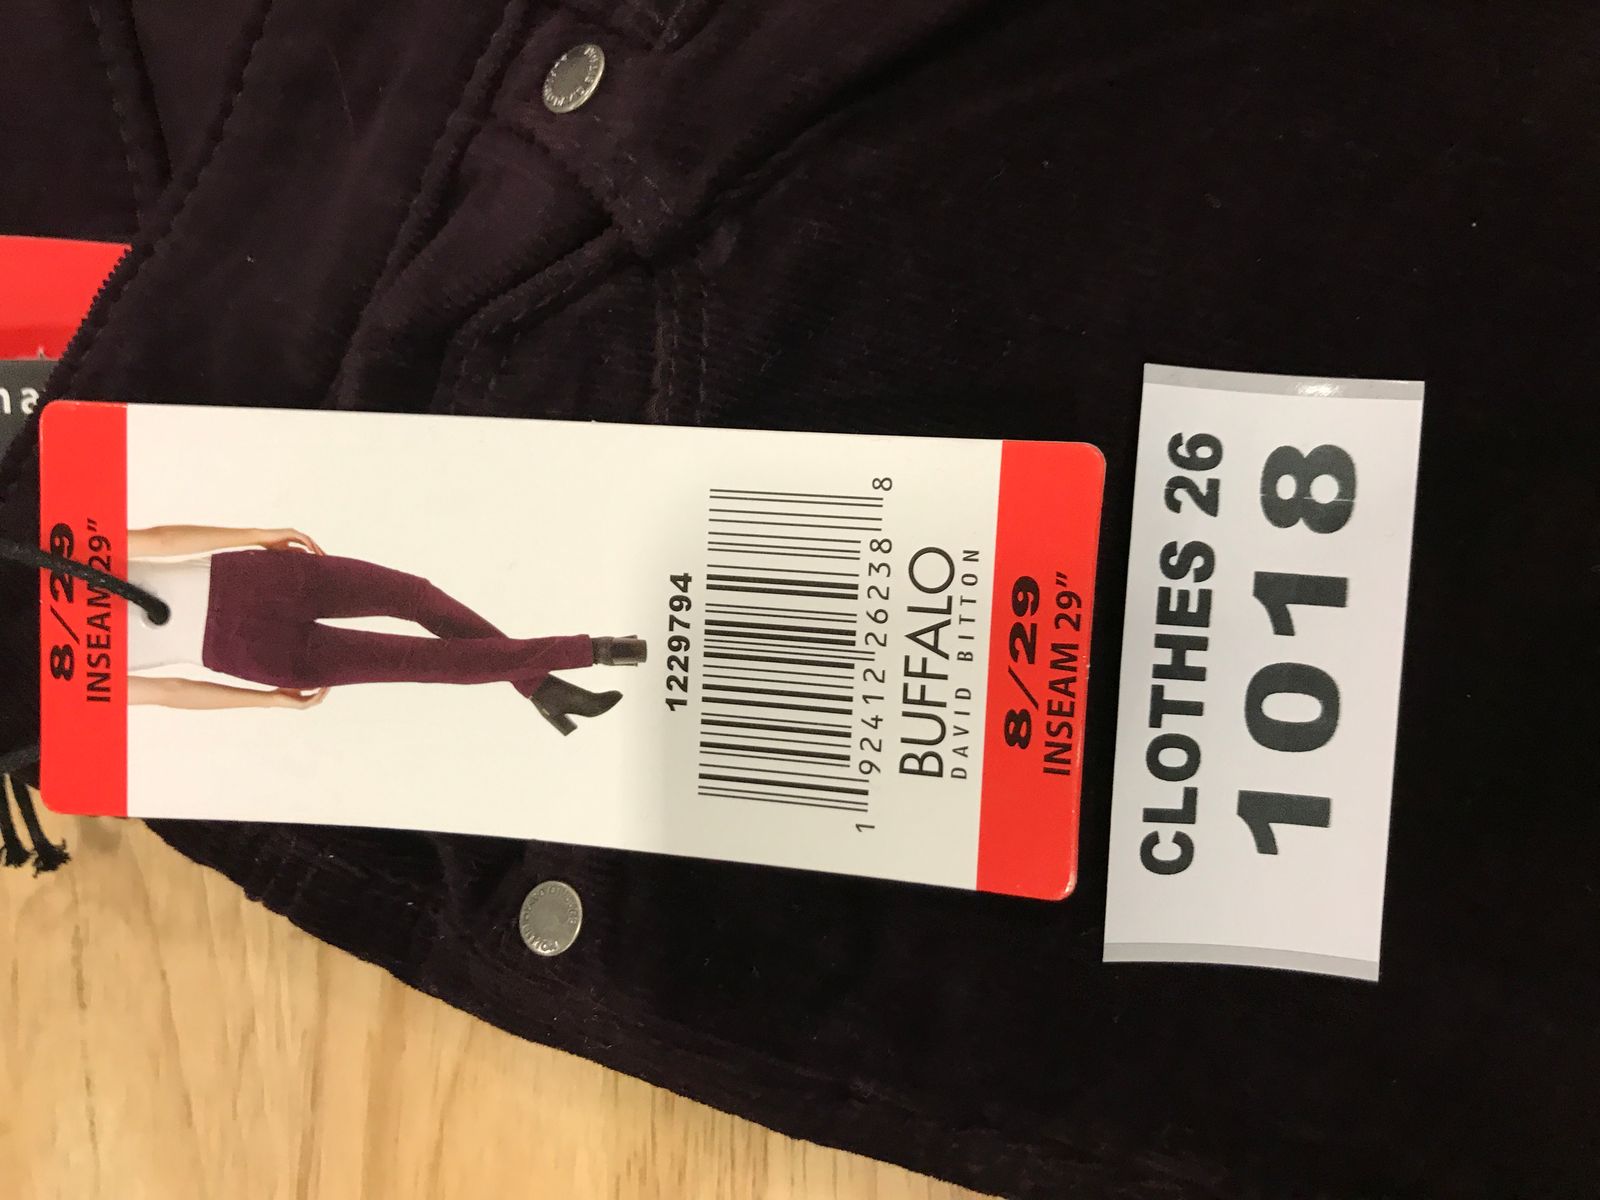 8/29
INSEAM 29"
1229794
1 92412 26238 8
BUFFALO
DAVID BITTON
8/29
INSEAM 29"
CLOTHES 26
1018